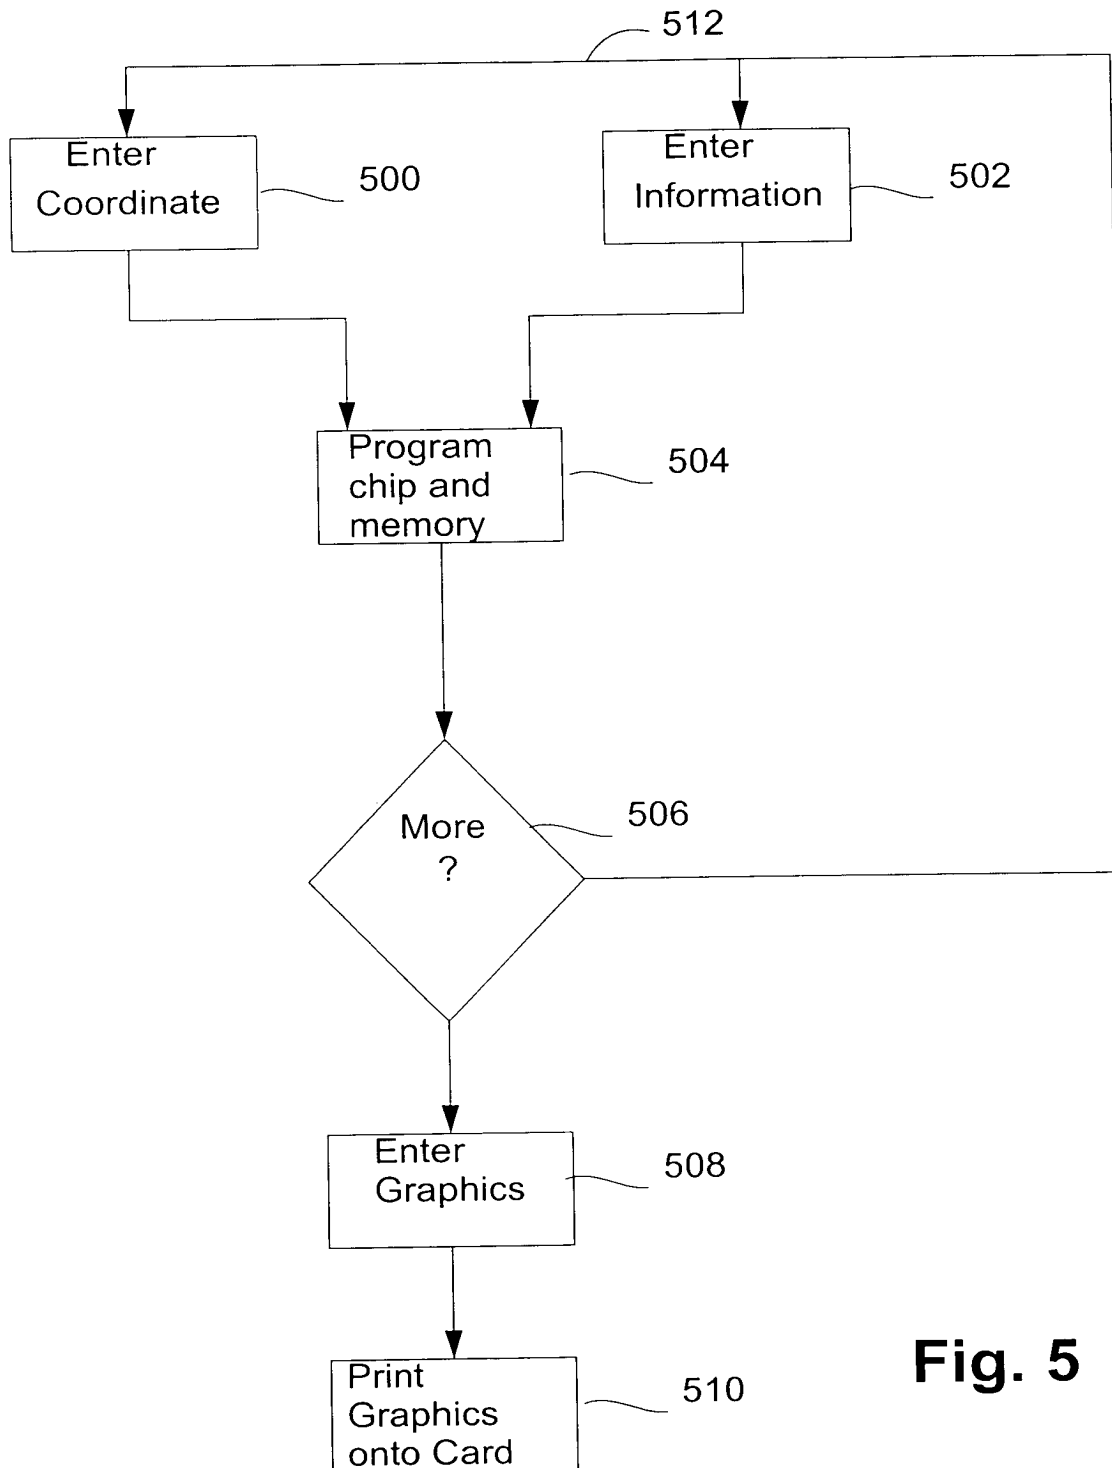 512
Enter
Coordinate
500
Enter
Information
502
Program
chip and
memory
504
More
?
506
Enter
Graphics
508
Print
Graphics
onto Card
510
Fig. 5